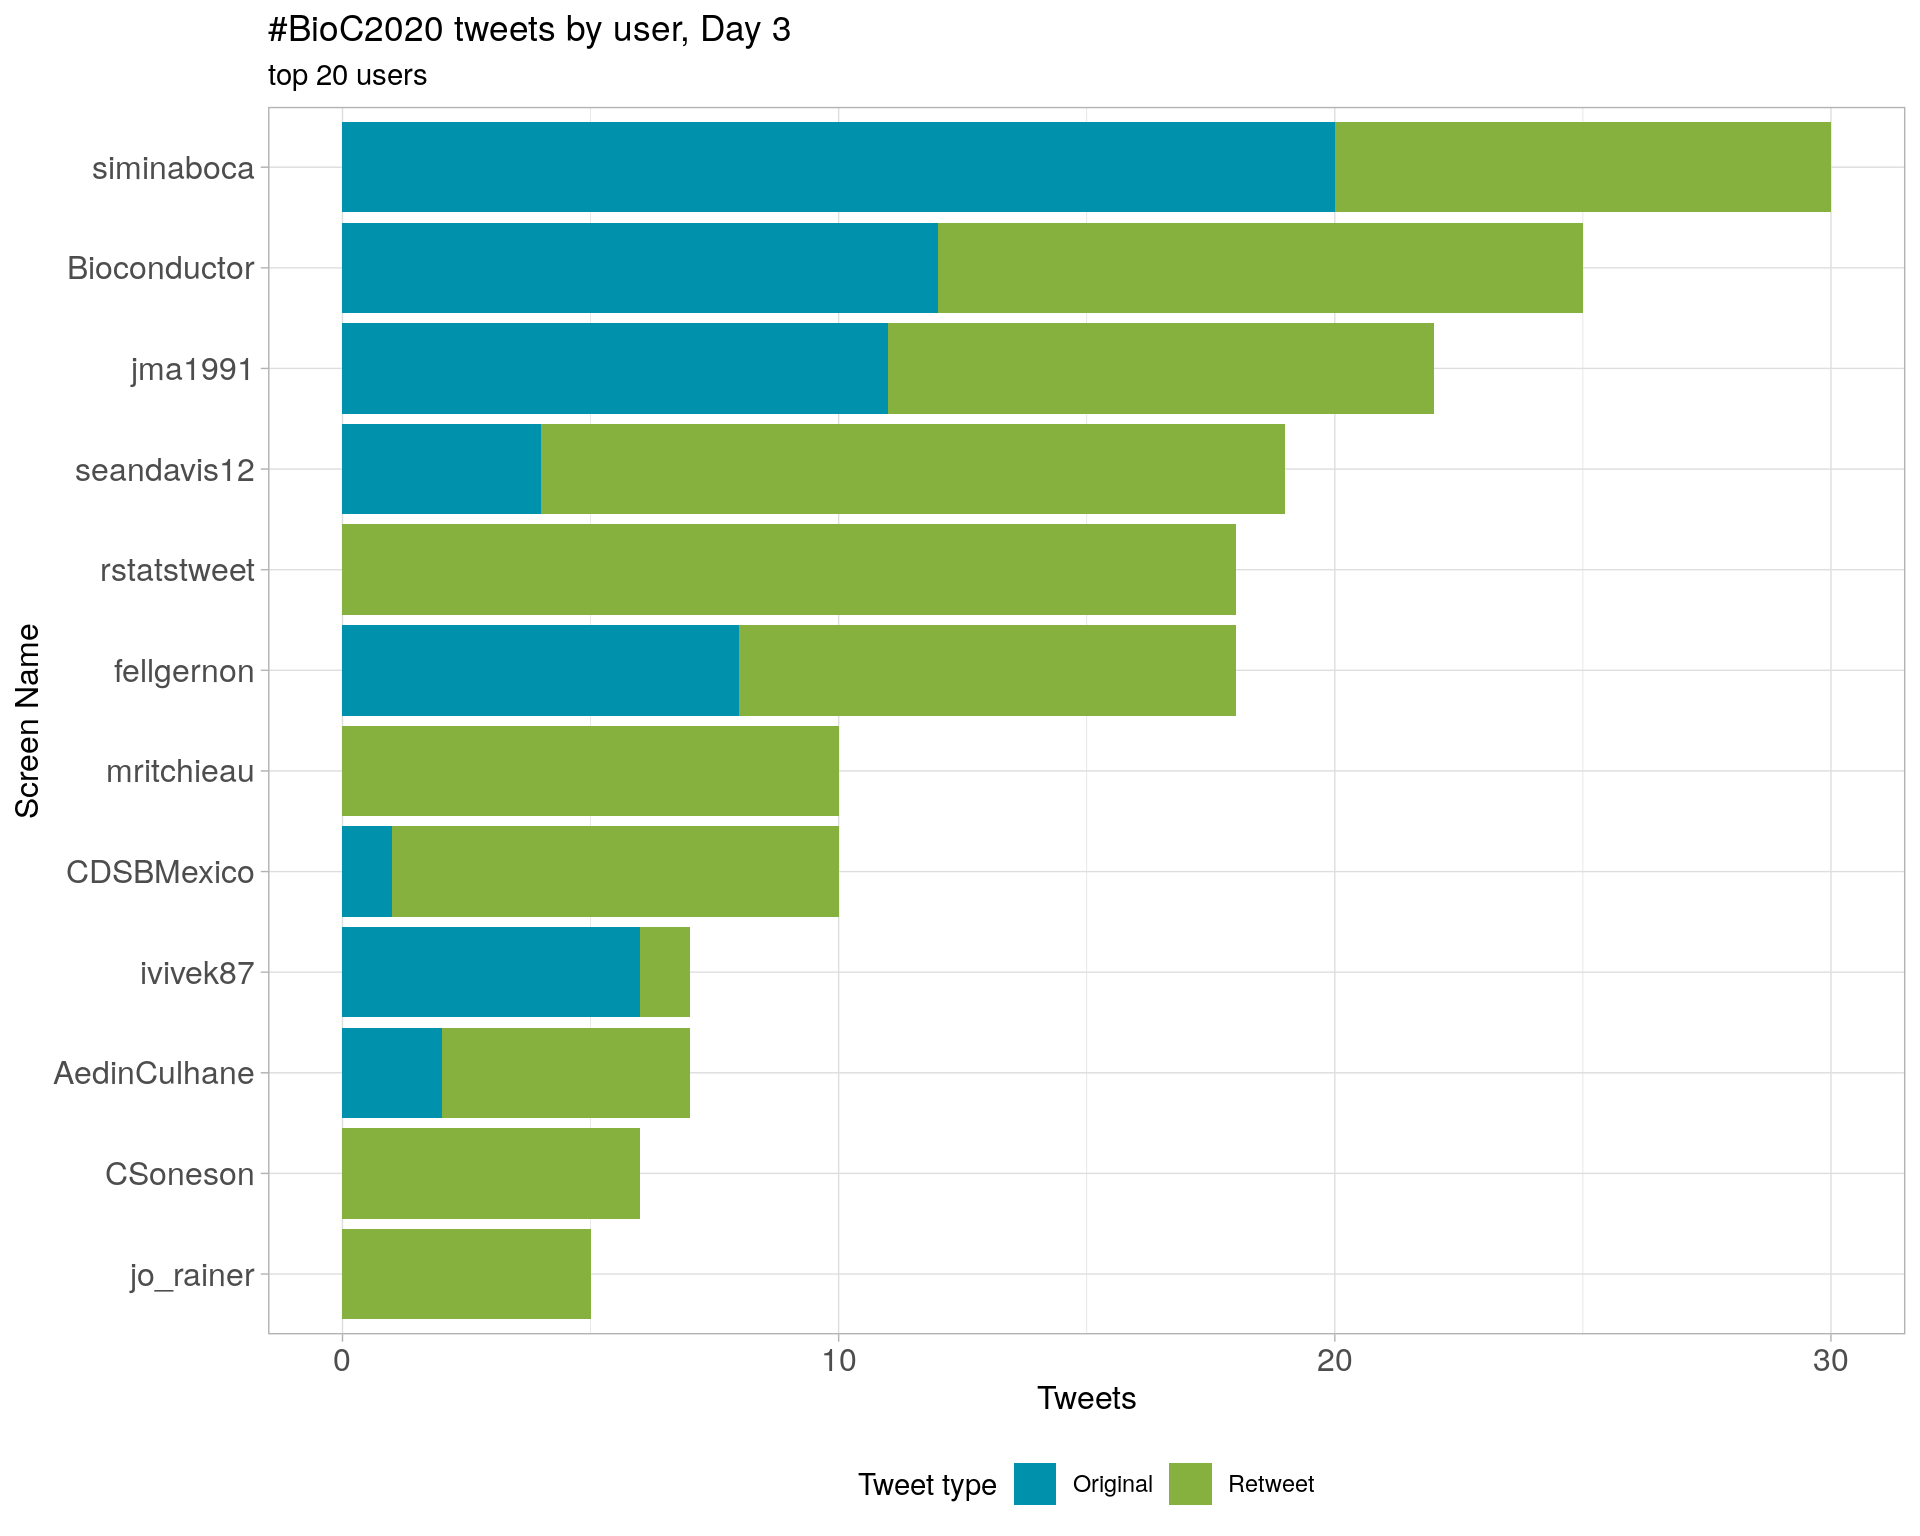 #BioC2020 tweets by user, Day 3
top 20 users
Screen Name
siminaboca
Bioconductor
jma1991
seandavis12
rstatstweet
fellgernon
mritchieau
CDSBMexico
ivivek87
AedinCulhane
CSoneson
jo_rainer
0 10 20 30
Tweets
Tweet type Original Retweet